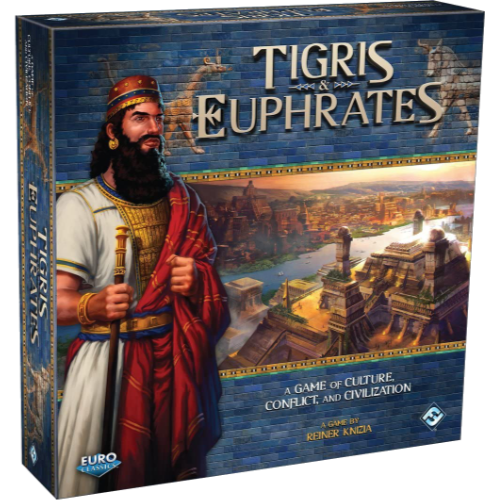 TIGRIS
&
EUPHRATES
TIGRIS
&
EUPHRATES
A GAME OF CULTURE,
CONFLICT, AND CIVILIZATION
A GAME BY
REINER KNIZIA
EURO
CLASSICS